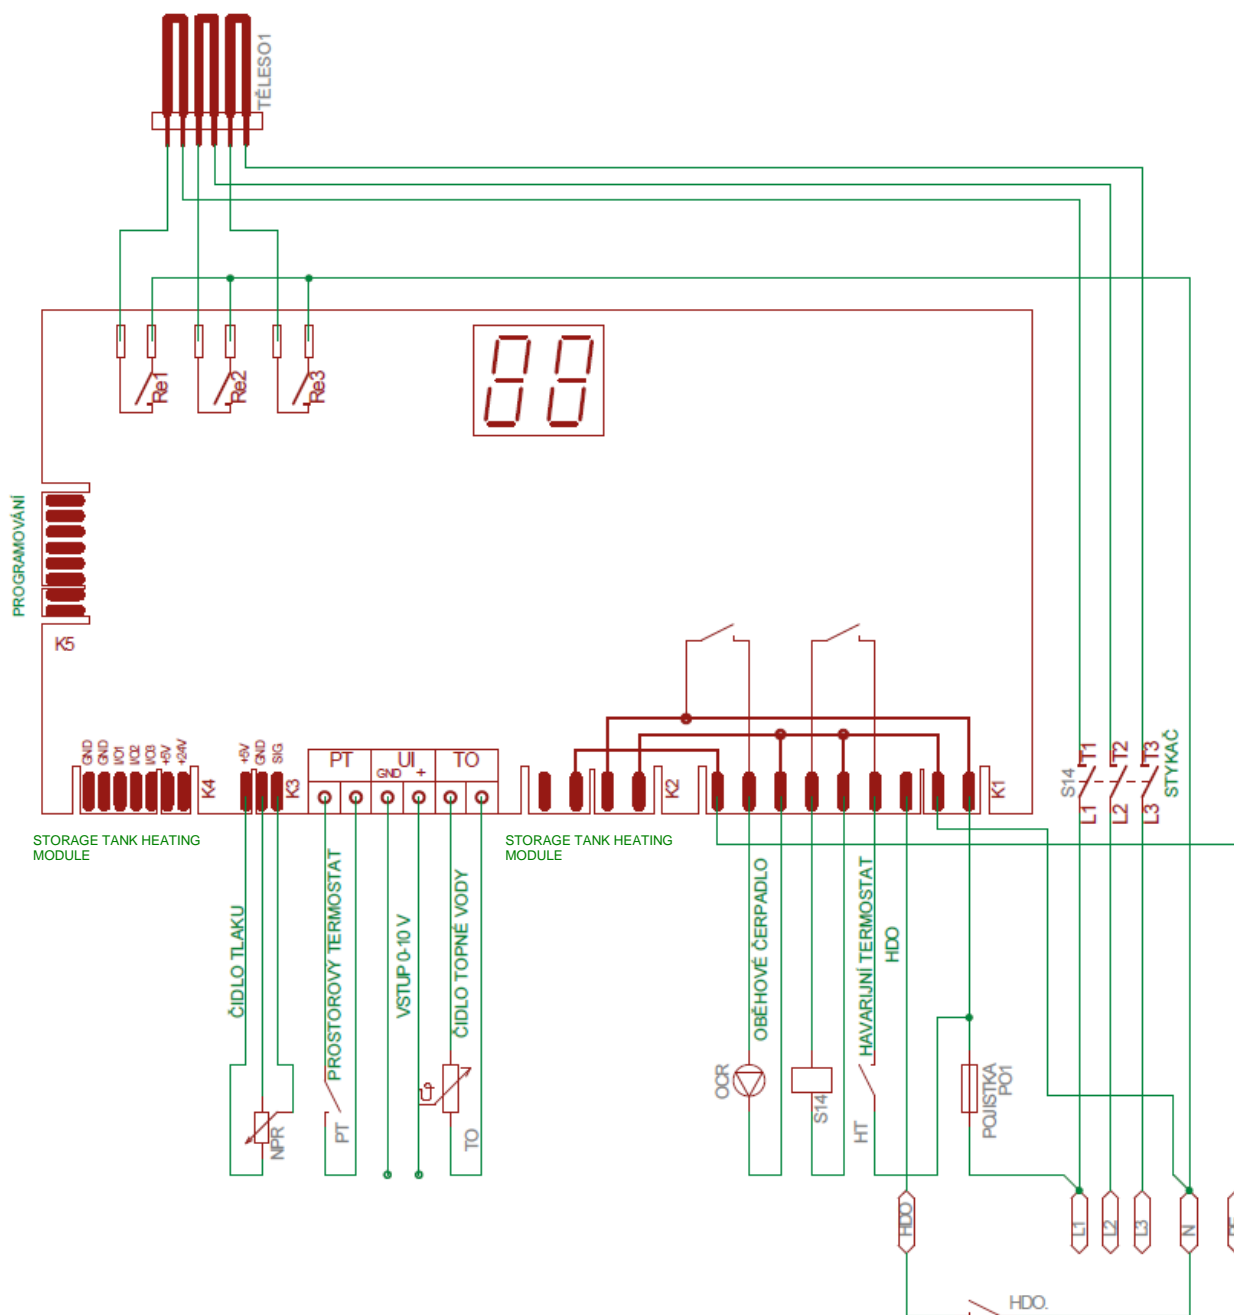 TĚLESO1
Re1
Re2
Re3
PROGRAMOVÁNÍ
K5
GND
GND
I/O1
I/O2
I/O3
+5V
+24V
K4
+5V
GND
SIG
K3
PT
UI
TO
GND +
K2
K1
S14
T1
T2
T3
L1
L2
L3
STYKAČ
STORAGE TANK HEATING
MODULE
STORAGE TANK HEATING
MODULE
ČIDLO TLAKU
PROSTOROVÝ TERMOSTAT
VSTUP 0-10 V
ČIDLO TOPNÉ VODY
OBĚHOVÉ ČERPADLO
HAVARIJNÍ TERMOSTAT
HDO
NPR
PT
TO
OCR
S14
HT
POJISTKA
PO1
HDO
L1
L2
L3
N
HDO.